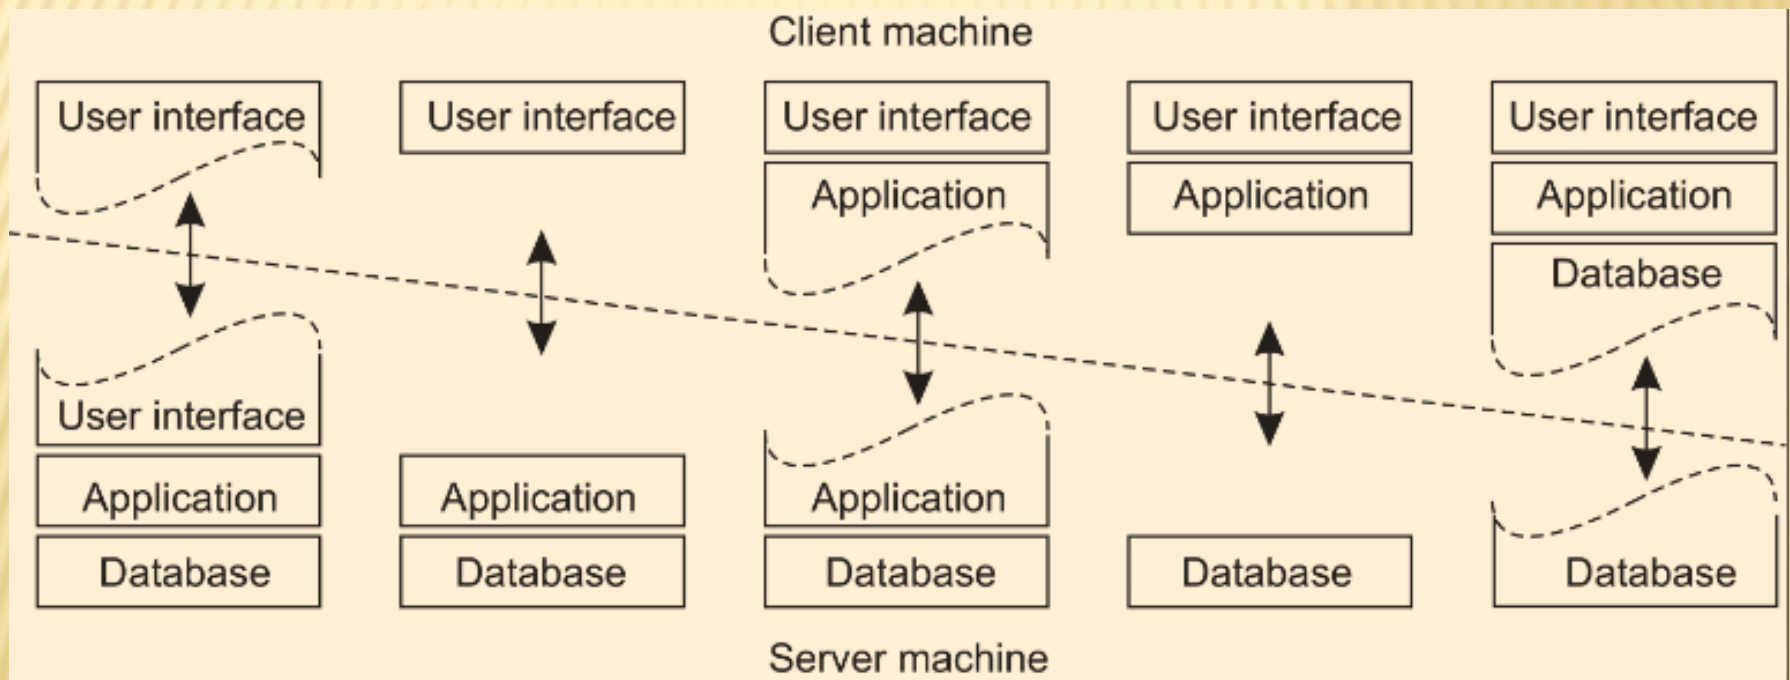 Client machine
User interface
User interface
Application
Database
User interface
Application
Database
User interface
Application
Application
Database
User interface
Application
Database
User interface
Application
Database
Database
Server machine